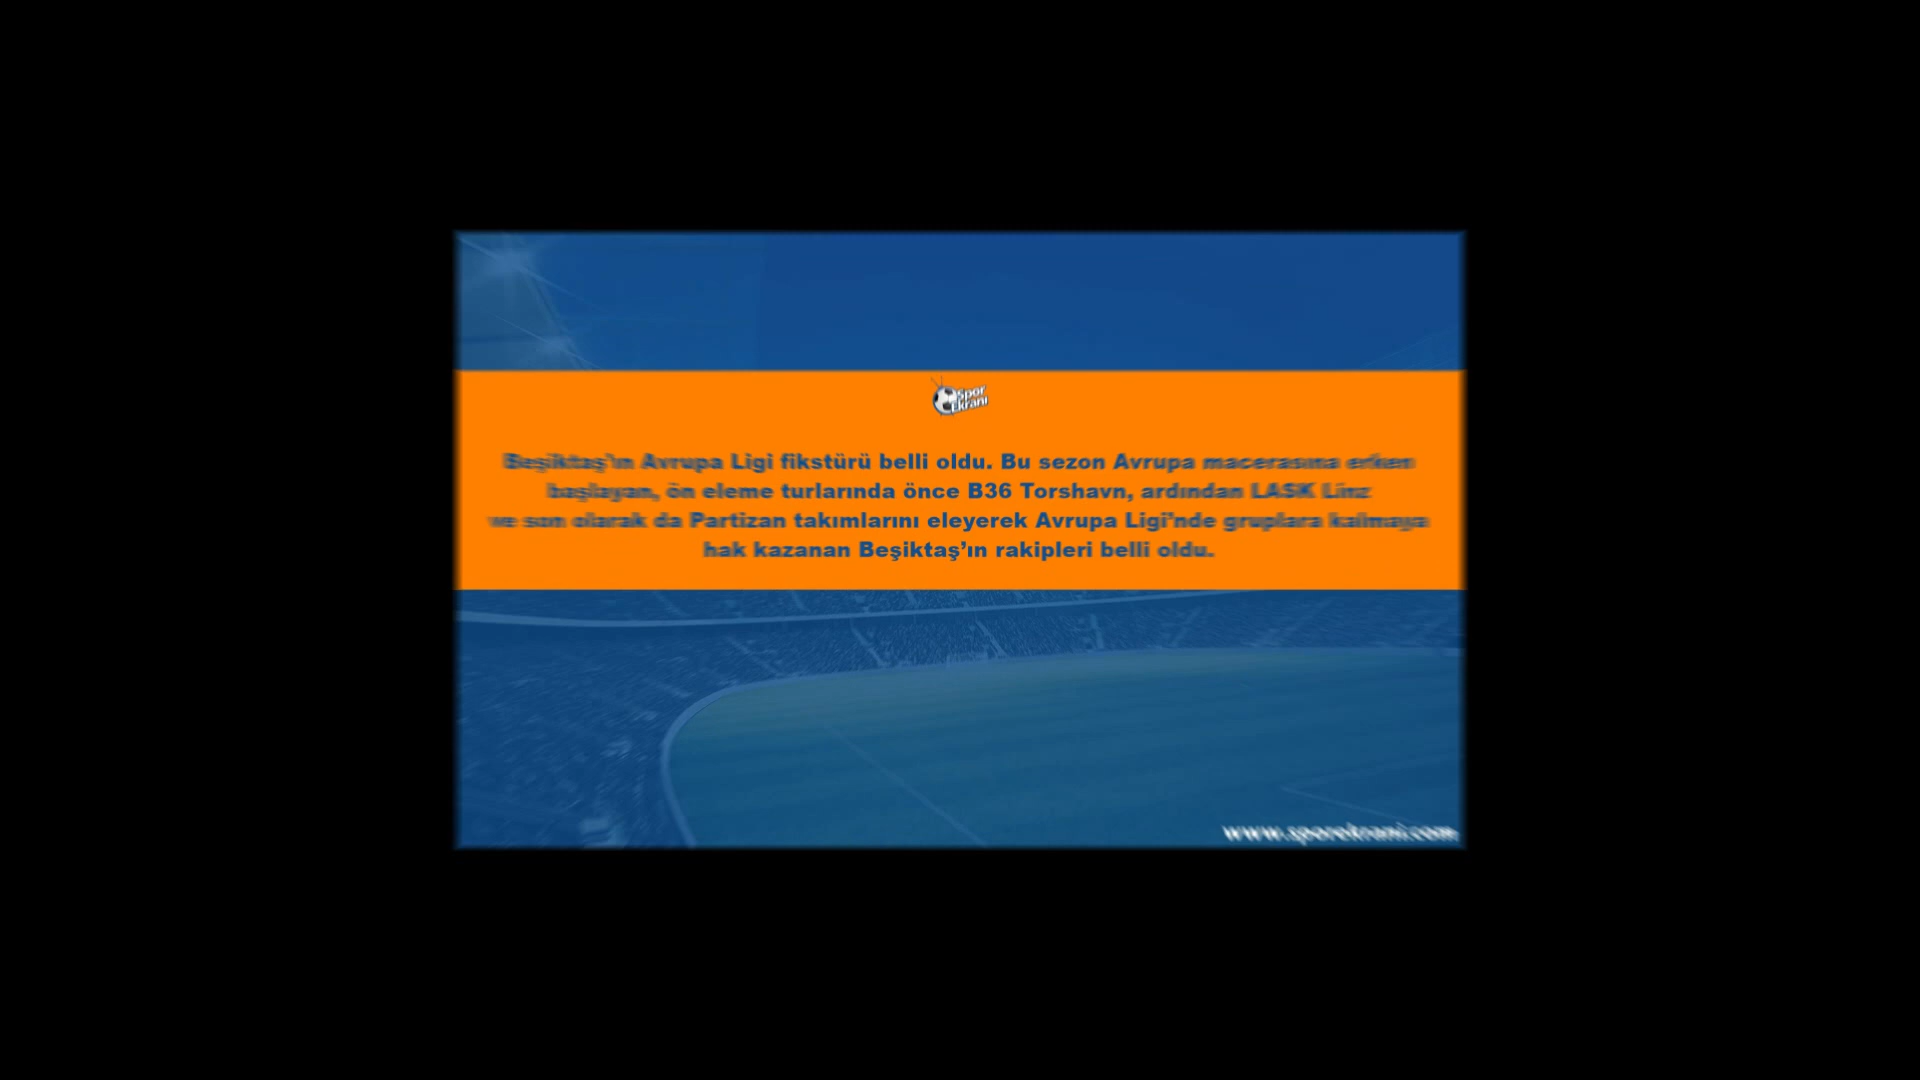 Spor
Ekranı
Beşiktaş’ın Avrupa Ligi fikstürü belli oldu. Bu sezon Avrupa macerasına erken
başlayan, ön eleme turlarında önce B36 Torshavn, ardından LASK Linz
ve son olarak da Partizan takımlarını eleyerek Avrupa Ligi’nde gruplara kalmaya
hak kazanan Beşiktaş’ın rakipleri belli oldu.
www.sporekrani.com